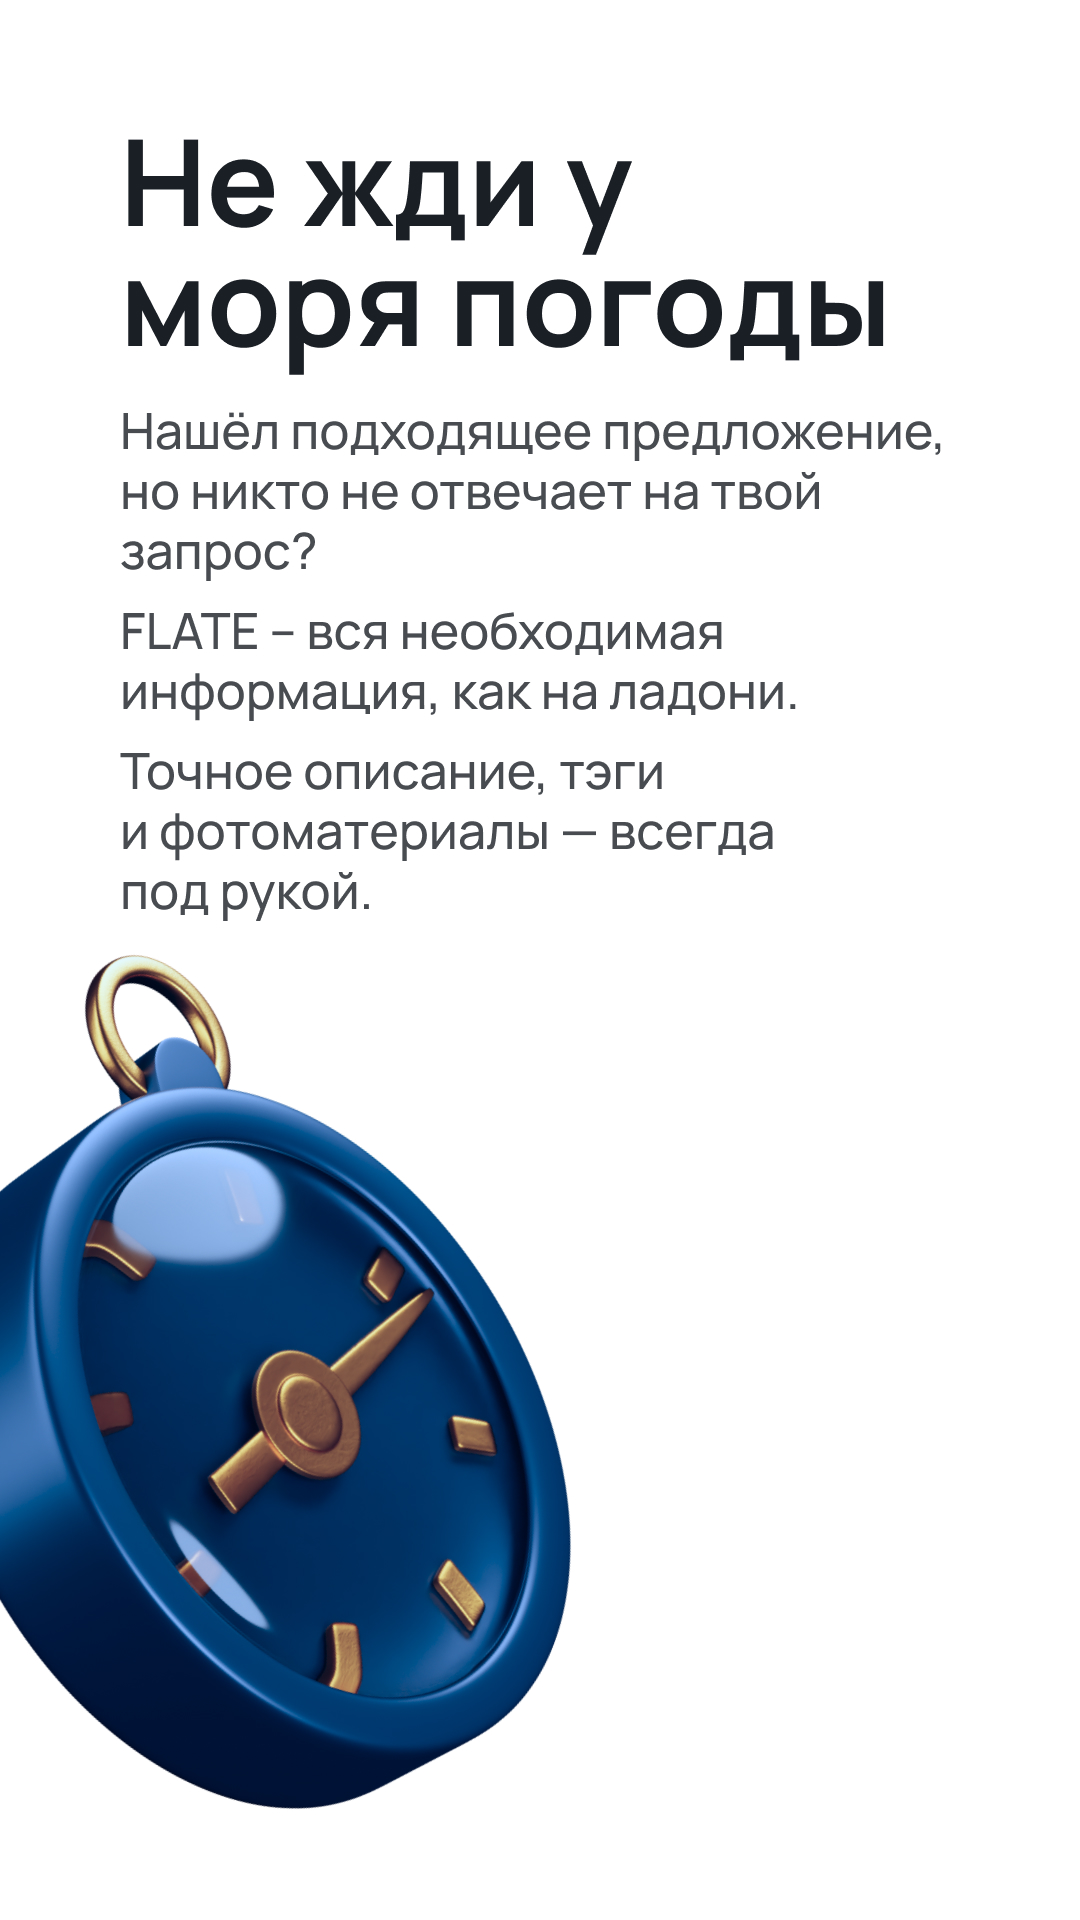 Не жди у
моря погоды
Нашёл подходящее предложение,
но никто не отвечает на твой
запрос?
FLATE – вся необходимая
информация, как на ладони.
Точное описание, тэги
и фотоматериалы — всегда
под рукой.